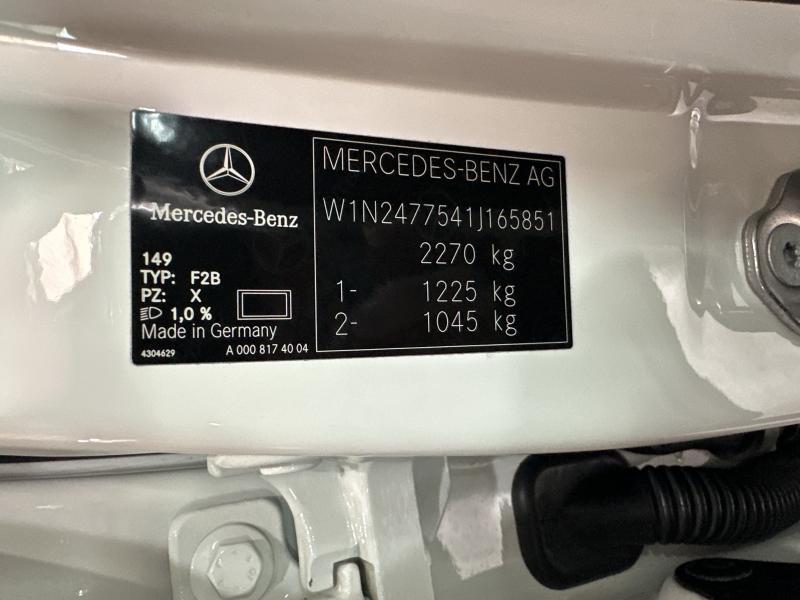 Mercedes-Benz
149
TYP: F2B
PZ: X
1,0 %
Made in Germany
4304629 A 000 817 40 04
MERCEDES-BENZ AG
W1N2477541J165851
2270 kg
1- 1225 kg
2- 1045 kg